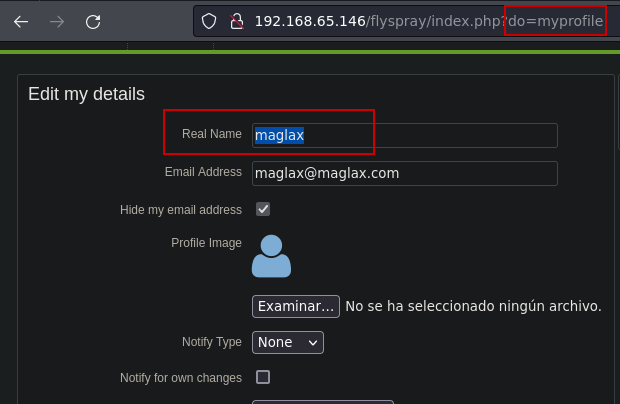 192.168.65.146/flyspray/index.php?do=myprofile
Edit my details
Real Name maglax
Email Address maglax@maglax.com
Hide my email address
Profile Image
Examinar... No se ha seleccionado ningún archivo.
Notify Type None
Notify for own changes